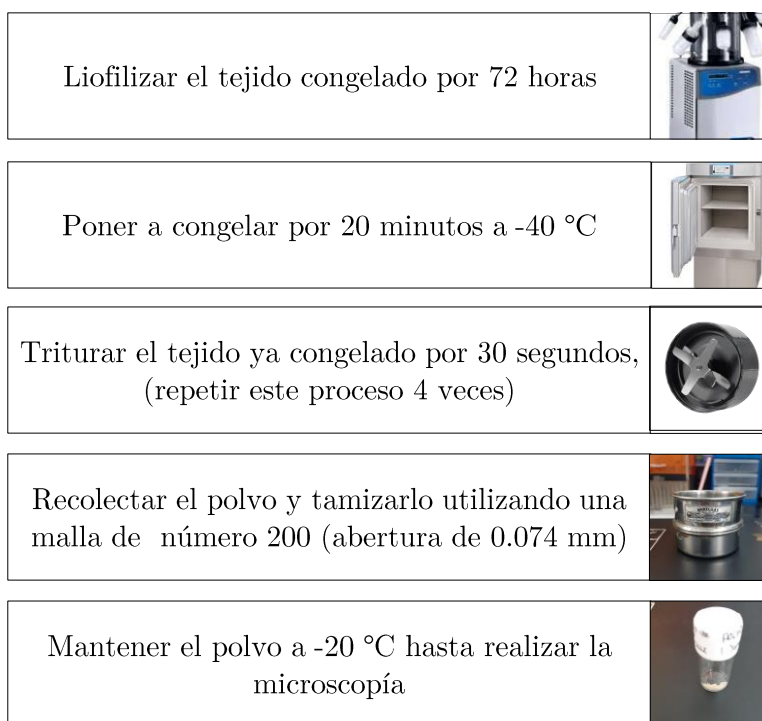 Liofilizar el tejido congelado por 72 horas
Poner a congelar por 20 minutos a -40 °C
Triturar el tejido ya congelado por 30 segundos,
(repetir este proceso 4 veces)
Recolectar el polvo y tamizarlo utilizando una
malla de número 200 (abertura de 0.074 mm)
Mantener el polvo a -20 °C hasta realizar la
microscopía